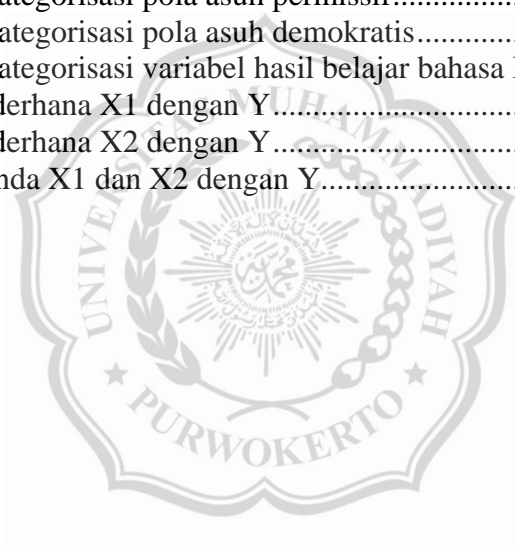 ategorisasi pola asuh permissif
ategorisasi pola asuh demokratis
ategorisasi variabel hasil belajar bahasa
derhana X1 dengan Y
derhana X2 dengan Y
nda X1 dan X2 dengan Y
UNIVERSITAS MUHAMMADIYAH
PURWOKERTO